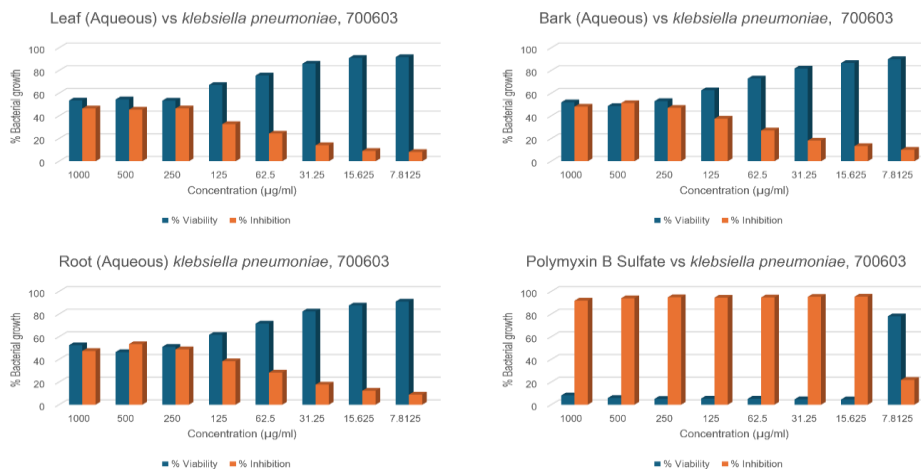 Leaf (Aqueous) vs klebsiella pneumoniae, 700603
% Bacterial growth
100
80
60
40
20
0
1000 500 250 125 62.5 31.25 15.625 7.8125
Concentration (µg/ml)
% Viability % Inhibition
Bark (Aqueous) vs klebsiella pneumoniae, 700603
% Bacterial growth
100
80
60
40
20
0
1000 500 250 125 62.5 31.25 15.625 7.8125
Concentration (µg/ml)
% Viability % Inhibition
Root (Aqueous) klebsiella pneumoniae, 700603
% Bacterial growth
100
80
60
40
20
0
1000 500 250 125 62.5 31.25 15.625 7.8125
Concentration (µg/ml)
% Viability % Inhibition
Polymyxin B Sulfate vs klebsiella pneumoniae, 700603
% Bacterial growth
100
80
60
40
20
0
1000 500 250 125 62.5 31.25 15.625 7.8125
Concentration (µg/ml)
% Viability % Inhibition